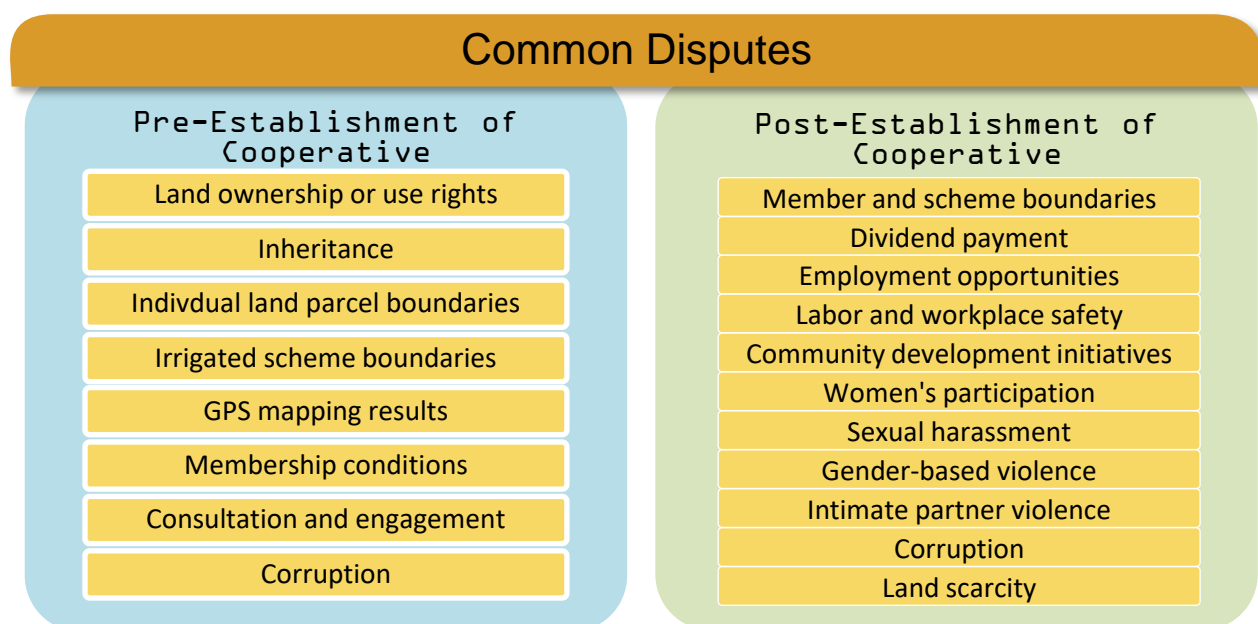 Common Disputes
Pre-Establishment of
Cooperative
Land ownership or use rights
Inheritance
Indivdual land parcel boundaries
Irrigated scheme boundaries
GPS mapping results
Membership conditions
Consultation and engagement
Corruption
Post-Establishment of
Cooperative
Member and scheme boundaries
Dividend payment
Employment opportunities
Labor and workplace safety
Community development initiatives
Women's participation
Sexual harassment
Gender-based violence
Intimate partner violence
Corruption
Land scarcity